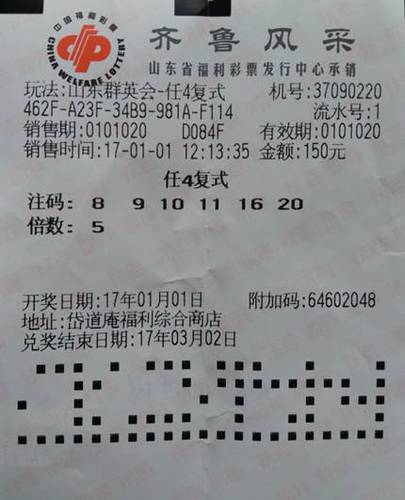 中国福利彩票
CHINA WELFARE LOTTERY
齐鲁风采
山东省福利彩票发行中心承销
玩法:山东群英会-任4复式 机号:37090220
462F-A23F-34B9-981A-F114 流水号:1
销售期:0101020 D084F 有效期:0101020
销售时间:17-01-01 12:13:35 金额:150元
任4复式
注码: 8 9 10 11 16 20
倍数: 5
开奖日期:17年01月01日 附加码:64602048
地址:岱道庵福利综合商店
兑奖结束日期:17年03月02日